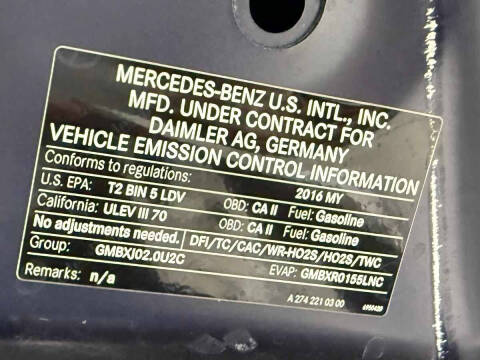 MERCEDES-BENZ U.S. INTL., INC.
MFD. UNDER CONTRACT FOR
DAIMLER AG, GERMANY
VEHICLE EMISSION CONTROL INFORMATION
Conforms to regulations: 2016 MY
U.S. EPA: T2 BIN 5 LDV OBD: CA II Fuel: Gasoline
California: ULEV III 70 OBD: CA II Fuel: Gasoline
No adjustments needed. DFI/TC/CAC/WR-HO2S/HO2S/TWC
Group: GMBXJ02.0U2C EVAP: GMBXR0155LNC
Remarks: n/a
A 274 221 03 00